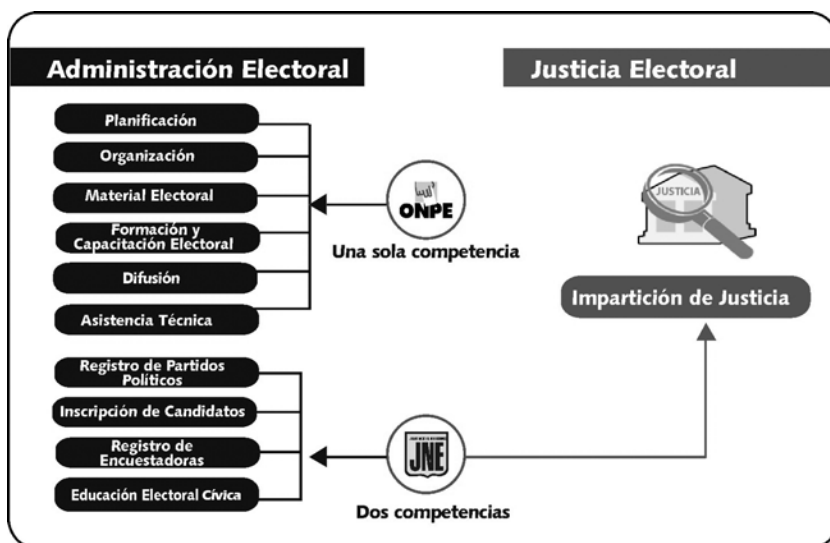 Administración Electoral
Justicia Electoral
Planificación
Organización
Material Electoral
Formación y
Capacitación Electoral
Difusión
Asistencia Técnica
ONPE
Una sola competencia
JUSTICIA
Impartición de Justicia
Registro de Partidos
Políticos
Inscripción de Candidatos
Registro de
Encuestadoras
Educación Electoral Cívica
JNE
Dos competencias